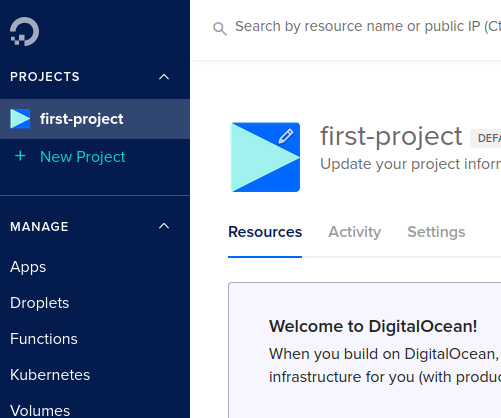 PROJECTS
first-project
+ New Project
MANAGE
Apps
Droplets
Functions
Kubernetes
Volumes
Search by resource name or public IP (Ct
first-project
DEFA
Update your project inforr
Resources Activity Settings
Welcome to DigitalOcean!
When you build on DigitalOcean,
infrastructure for you (with produc